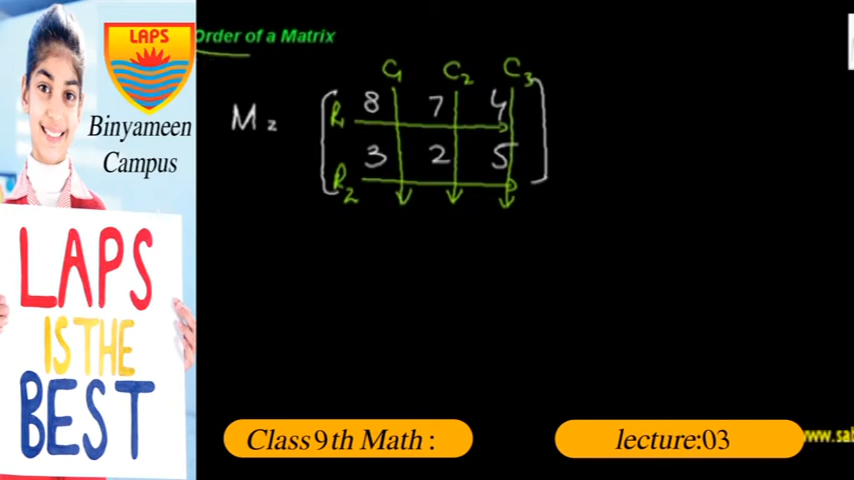 LAPS
Binyameen
Campus
LAPS
IS THE
BEST
Order of a Matrix
C1 C2 C3
M =
R1 8 7 4
R2 3 2 5
Class 9th Math :
lecture:03
www.sab